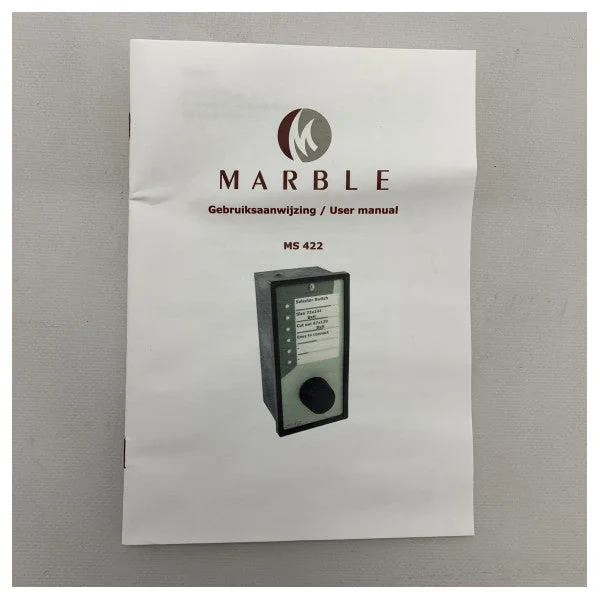 MARBLE
Gebruiksaanwijzing / User manual
MS 422
Selector Switch
Size 72x144
Cut out 67x139
Easy to connect